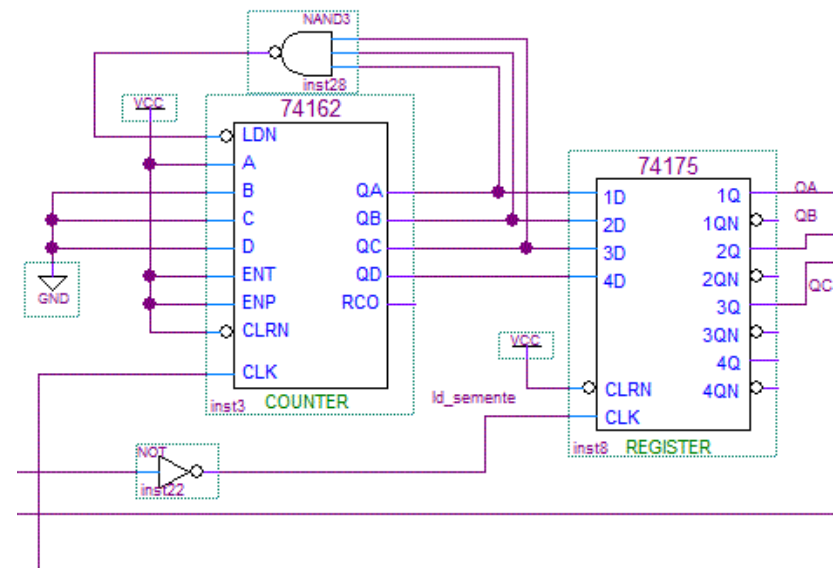 NAND3
inst28
VCC
74162
LDN
A
B
C
D
ENT
ENP
CLRN
CLK
QA
QB
QC
QD
RCO
inst3
COUNTER
GND
74175
1D
2D
3D
4D
CLRN
CLK
1Q
1QN
2Q
2QN
3Q
3QN
4Q
4QN
inst8
REGISTER
VCC
ld_semente
NOT
inst22
QA
QB
QC